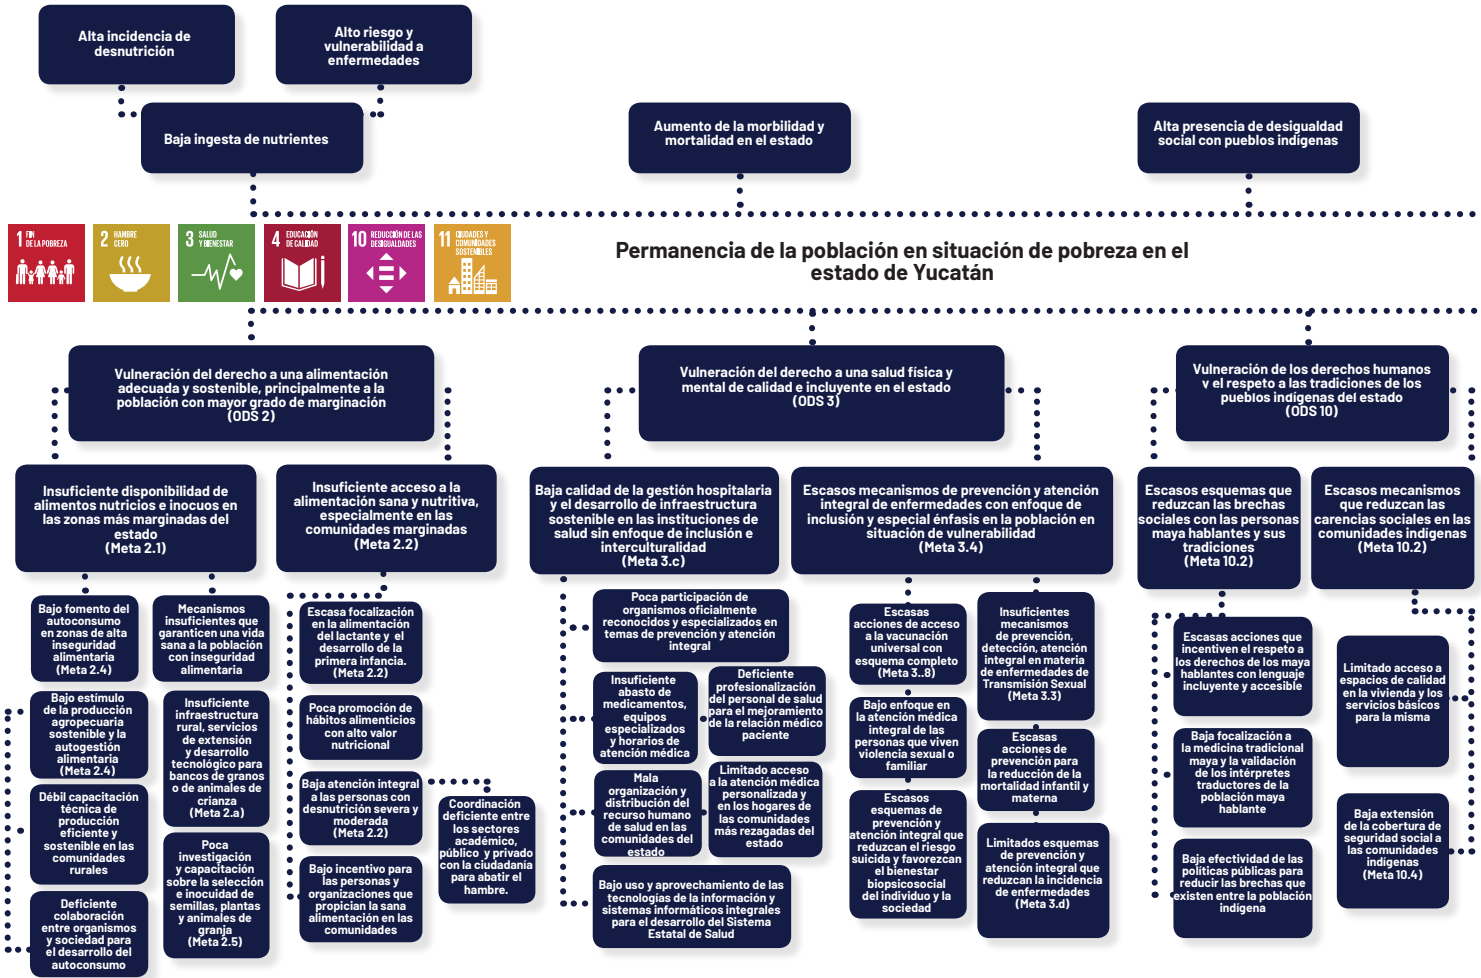 Alta incidencia de
desnutrición
Alto riesgo y
vulnerabilidad a
enfermedades
Baja ingesta de nutrientes
Aumento de la morbilidad y
mortalidad en el estado
Alta presencia de desigualdad
social con pueblos indígenas
1 FIN
DE LA POBREZA
2 HAMBRE
CERO
3 SALUD
Y BIENESTAR
4 EDUCACIÓN
DE CALIDAD
10 REDUCCIÓN DE LAS
DESIGUALDADES
11 CIUDADES Y
COMUNIDADES
SOSTENIBLES
Permanencia de la población en situación de pobreza en el
estado de Yucatán
Vulneración del derecho a una alimentación
adecuada y sostenible, principalmente a la
población con mayor grado de marginación
(ODS 2)
Vulneración del derecho a una salud física y
mental de calidad e incluyente en el estado
(ODS 3)
Vulneración de los derechos humanos
y el respeto a las tradiciones de los
pueblos indígenas del estado
(ODS 10)
Insuficiente disponibilidad de
alimentos nutricios e inocuos en
las zonas más marginadas del
estado
(Meta 2.1)
Insuficiente acceso a la
alimentación sana y nutritiva,
especialmente en las
comunidades marginadas
(Meta 2.2)
Baja calidad de la gestión hospitalaria
y el desarrollo de infraestructura
sostenible en las instituciones de
salud sin enfoque de inclusión e
interculturalidad
(Meta 3.c)
Escasos mecanismos de prevención y atención
integral de enfermedades con enfoque de
inclusión y especial énfasis en la población en
situación de vulnerabilidad
(Meta 3.4)
Escasos esquemas que
reduzcan las brechas
sociales con las personas
maya hablantes y sus
tradiciones
(Meta 10.2)
Escasos mecanismos
que reduzcan las
carencias sociales en las
comunidades indígenas
(Meta 10.2)
Bajo fomento del
autoconsumo
en zonas de alta
inseguridad
alimentaria
(Meta 2.4)
Bajo estímulo
de la producción
agropecuaria
sostenible y la
autogestión
alimentaria
(Meta 2.4)
Débil capacitación
técnica de
producción
eficiente y
sostenible en las
comunidades
rurales
Deficiente
colaboración
entre organismos
y sociedad para
el desarrollo del
autoconsumo
Mecanismos
insuficientes que
garanticen una vida
sana a la población
con inseguridad
alimentaria
Insuficiente
infraestructura
rural, servicios
de extensión
y desarrollo
tecnológico para
bancos de granos
o de animales de
crianza
(Meta 2.a)
Poca
investigación
y capacitación
sobre la selección
e inocuidad de
semillas, plantas
y animales de
granja
(Meta 2.5)
Escasa focalización
en la alimentación
del lactante y el
desarrollo de la
primera infancia.
(Meta 2.2)
Poca promoción de
hábitos alimenticios
con alto valor
nutricional
Baja atención integral
a las personas con
desnutrición severa y
moderada
(Meta 2.2)
Bajo incentivo para
las personas y
organizaciones que
propician la sana
alimentación en las
comunidades
Coordinación
deficiente entre
los sectores
académico,
público y privado
con la ciudadanía
para abatir el
hambre.
Poca participación de
organismos oficialmente
reconocidos y especializados en
temas de prevención y atención
integral
Insuficiente
abasto de
medicamentos,
equipos
especializados
y horarios de
atención médica
Deficiente
profesionalización
del personal de salud
para el mejoramiento
de la relación médico
paciente
Mala
organización y
distribución del
recurso humano
de salud en las
comunidades del
estado
Limitado acceso
a la atención médica
personalizada y
en los hogares de
las comunidades
más rezagadas del
estado
Bajo uso y aprovechamiento de las
tecnologías de la información y
sistemas informáticos integrales
para el desarrollo del Sistema
Estatal de Salud
Escasas
acciones de acceso
a la vacunación
universal con
esquema completo
(Meta 3..8)
Bajo enfoque en
la atención médica
integral de las
personas que viven
violencia sexual o
familiar
Escasos
esquemas de
prevención y
atención integral que
reduzcan el riesgo
suicida y favorezcan
el bienestar
biopsicosocial
del individuo y la
sociedad
Insuficientes
mecanismos
de prevención,
detección, atención
integral en materia
de enfermedades de
Transmisión Sexual
(Meta 3.3)
Escasas
acciones de
prevención para
la reducción de la
mortalidad infantil y
materna
Limitados esquemas
de prevención y
atención integral que
reduzcan la incidencia
de enfermedades
(Meta 3.d)
Escasas acciones que
incentiven el respeto a
los derechos de los maya
hablantes con lenguaje
incluyente y accesible
Baja focalización a
la medicina tradicional
maya y la validación
de los intérpretes
traductores de la
población maya
hablante
Baja efectividad de las
políticas públicas para
reducir las brechas que
existen entre la población
indígena
Limitado acceso a
espacios de calidad
en la vivienda y los
servicios básicos
para la misma
Baja extensión
de la cobertura de
seguridad social a
las comunidades
indígenas
(Meta 10.4)